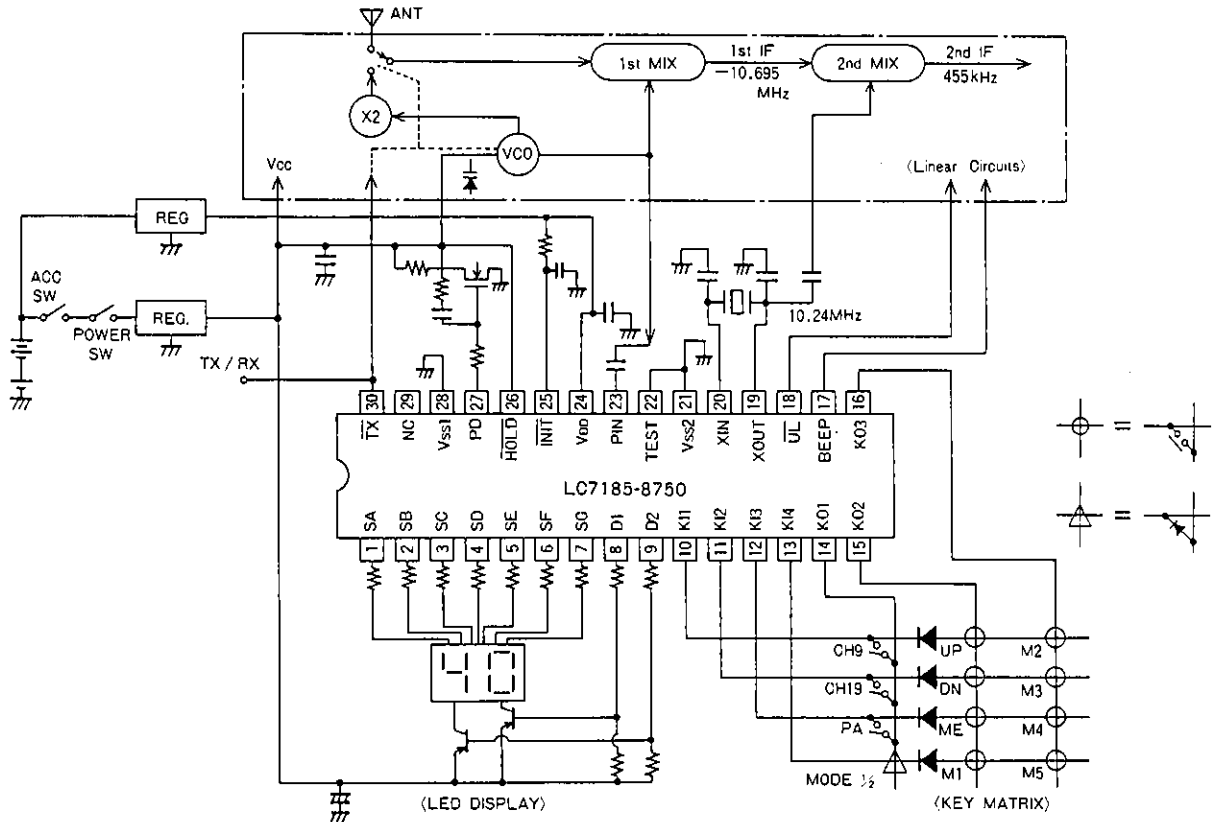 ANT
1st MIX
1st IF
−10.695
MHz
2nd MIX
2nd IF
455kHz
X2
VCO
Vcc
(Linear Circuits)
REG
ACC
SW
POWER
SW
REG.
TX / RX
10.24MHz
30 29 28 27 26 25 24 23 22 21 20 19 18 17 16
TX NC Vss1 PD HOLD INIT VDD PIN TEST Vss2 XIN XOUT UL BEEP KO3
LC7185-8750
SA SB SC SD SE SF SG D1 D2 KI1 KI2 KI3 KI4 KO1 KO2
1 2 3 4 5 6 7 8 9 10 11 12 13 14 15
=
=
40
CH9 UP M2
CH19 DN M3
PA ME M4
MODE ½ M1 M5
(LED DISPLAY)
(KEY MATRIX)